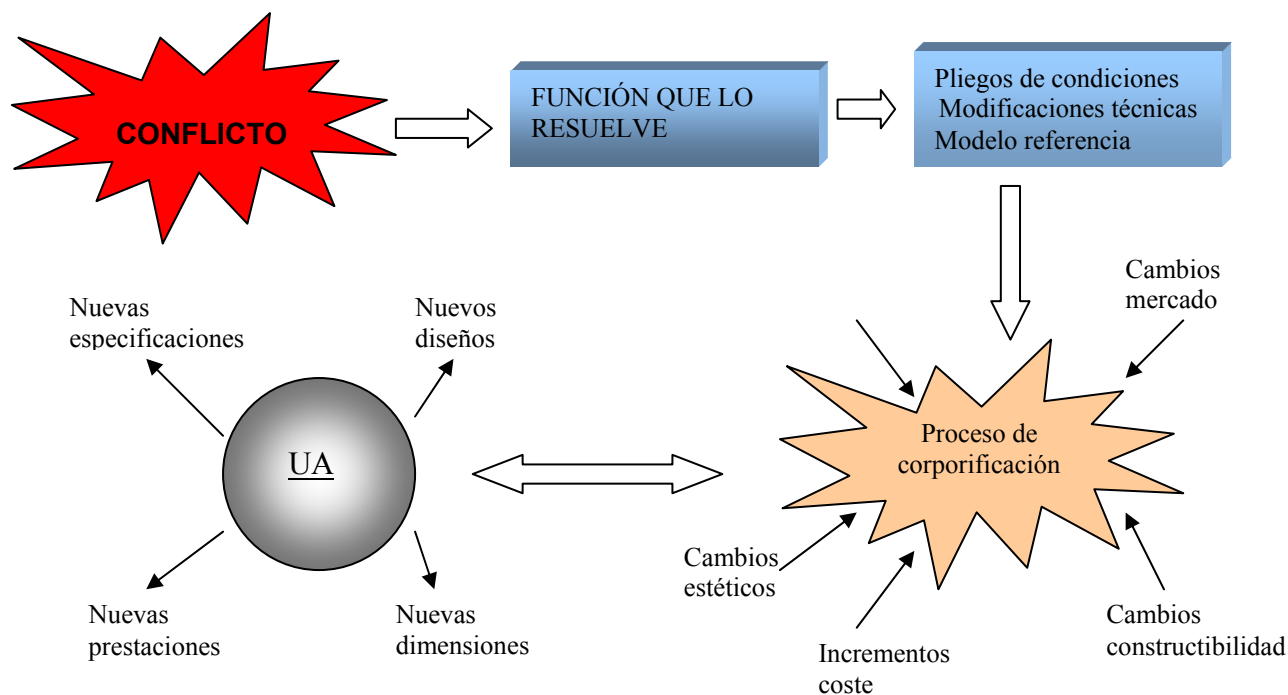 CONFLICTO
FUNCIÓN QUE LO
RESUELVE
Pliegos de condiciones
Modificaciones técnicas
Modelo referencia
Nuevas
especificaciones
Nuevos
diseños
Cambios
mercado
UA
Proceso de
corporificación
Nuevas
prestaciones
Nuevas
dimensiones
Cambios
estéticos
Incrementos
coste
Cambios
constructibilidad